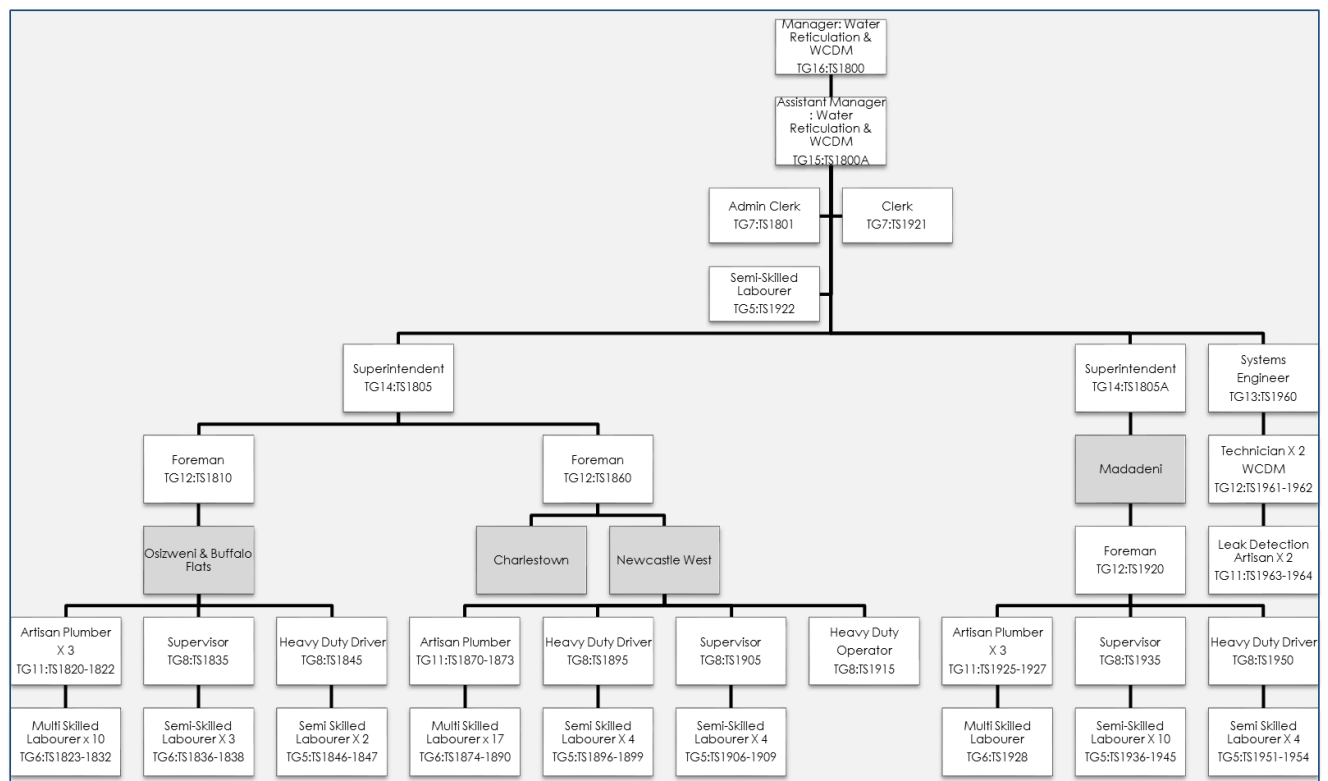 Manager: Water
Reticulation &
WCDM
TG16:TS1800
Assistant Manager
: Water
Reticulation &
WCDM
TG15:TS1800A
Admin Clerk
TG7:TS1801
Clerk
TG7:TS1921
Semi-Skilled
Labourer
TG5:TS1922
Superintendent
TG14:TS1805
Superintendent
TG14:TS1805A
Systems
Engineer
TG13:TS1960
Foreman
TG12:TS1810
Foreman
TG12:TS1860
Madadeni
Technician X 2
WCDM
TG12:TS1961-1962
Osizweni & Buffalo
Flats
Charlestown
Newcastle West
Foreman
TG12:TS1920
Leak Detection
Artisan X 2
TG11:TS1963-1964
Artisan Plumber
X 3
TG11:TS1820-1822
Supervisor
TG8:TS1835
Heavy Duty Driver
TG8:TS1845
Artisan Plumber
TG11:TS1870-1873
Heavy Duty Driver
TG8:TS1895
Supervisor
TG8:TS1905
Heavy Duty
Operator
TG8:TS1915
Artisan Plumber
X 3
TG11:TS1925-1927
Supervisor
TG8:TS1935
Heavy Duty Driver
TG8:TS1950
Multi Skilled
Labourer x 10
TG6:TS1823-1832
Semi-Skilled
Labourer X 3
TG6:TS1836-1838
Semi Skilled
Labourer X 2
TG5:TS1846-1847
Multi Skilled
Labourer x 17
TG6:TS1874-1890
Semi Skilled
Labourer X 4
TG5:TS1896-1899
Semi-Skilled
Labourer X 4
TG5:TS1906-1909
Multi Skilled
Labourer
TG6:TS1928
Semi-Skilled
Labourer X 10
TG5:TS1936-1945
Semi Skilled
Labourer X 4
TG5:TS1951-1954